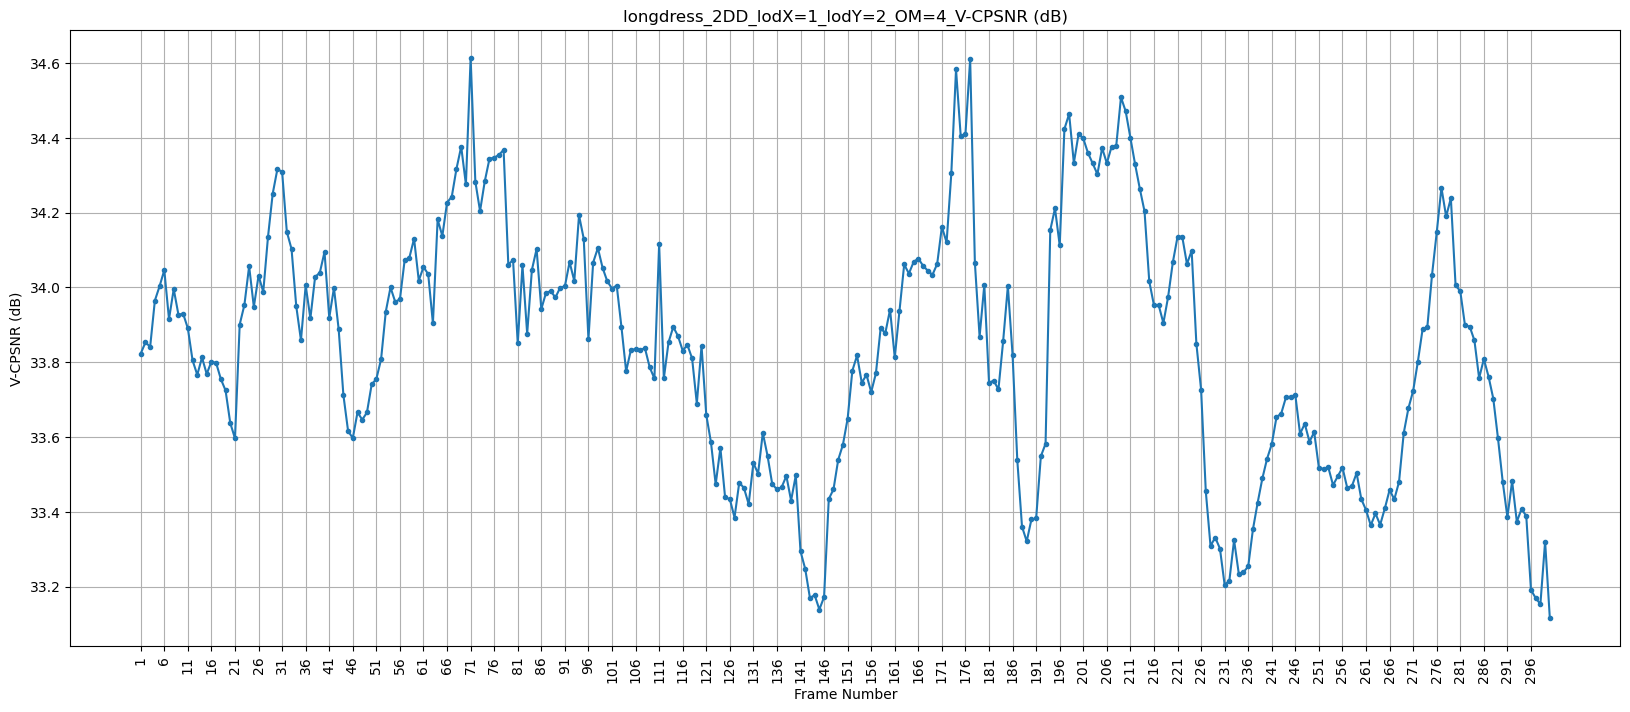 longdress_2DD_lodX=1_lodY=2_OM=4_V-CPSNR (dB)
34.6
34.4
34.2
34.0
33.8
33.6
33.4
33.2
V-CPSNR (dB)
1 6 11 16 21 26 31 36 41 46 51 56 61 66 71 76 81 86 91 96 101 106 111 116 121 126 131 136 141 146 151 156 161 166 171 176 181 186 191 196 201 206 211 216 221 226 231 236 241 246 251 256 261 266 271 276 281 286 291 296
Frame Number